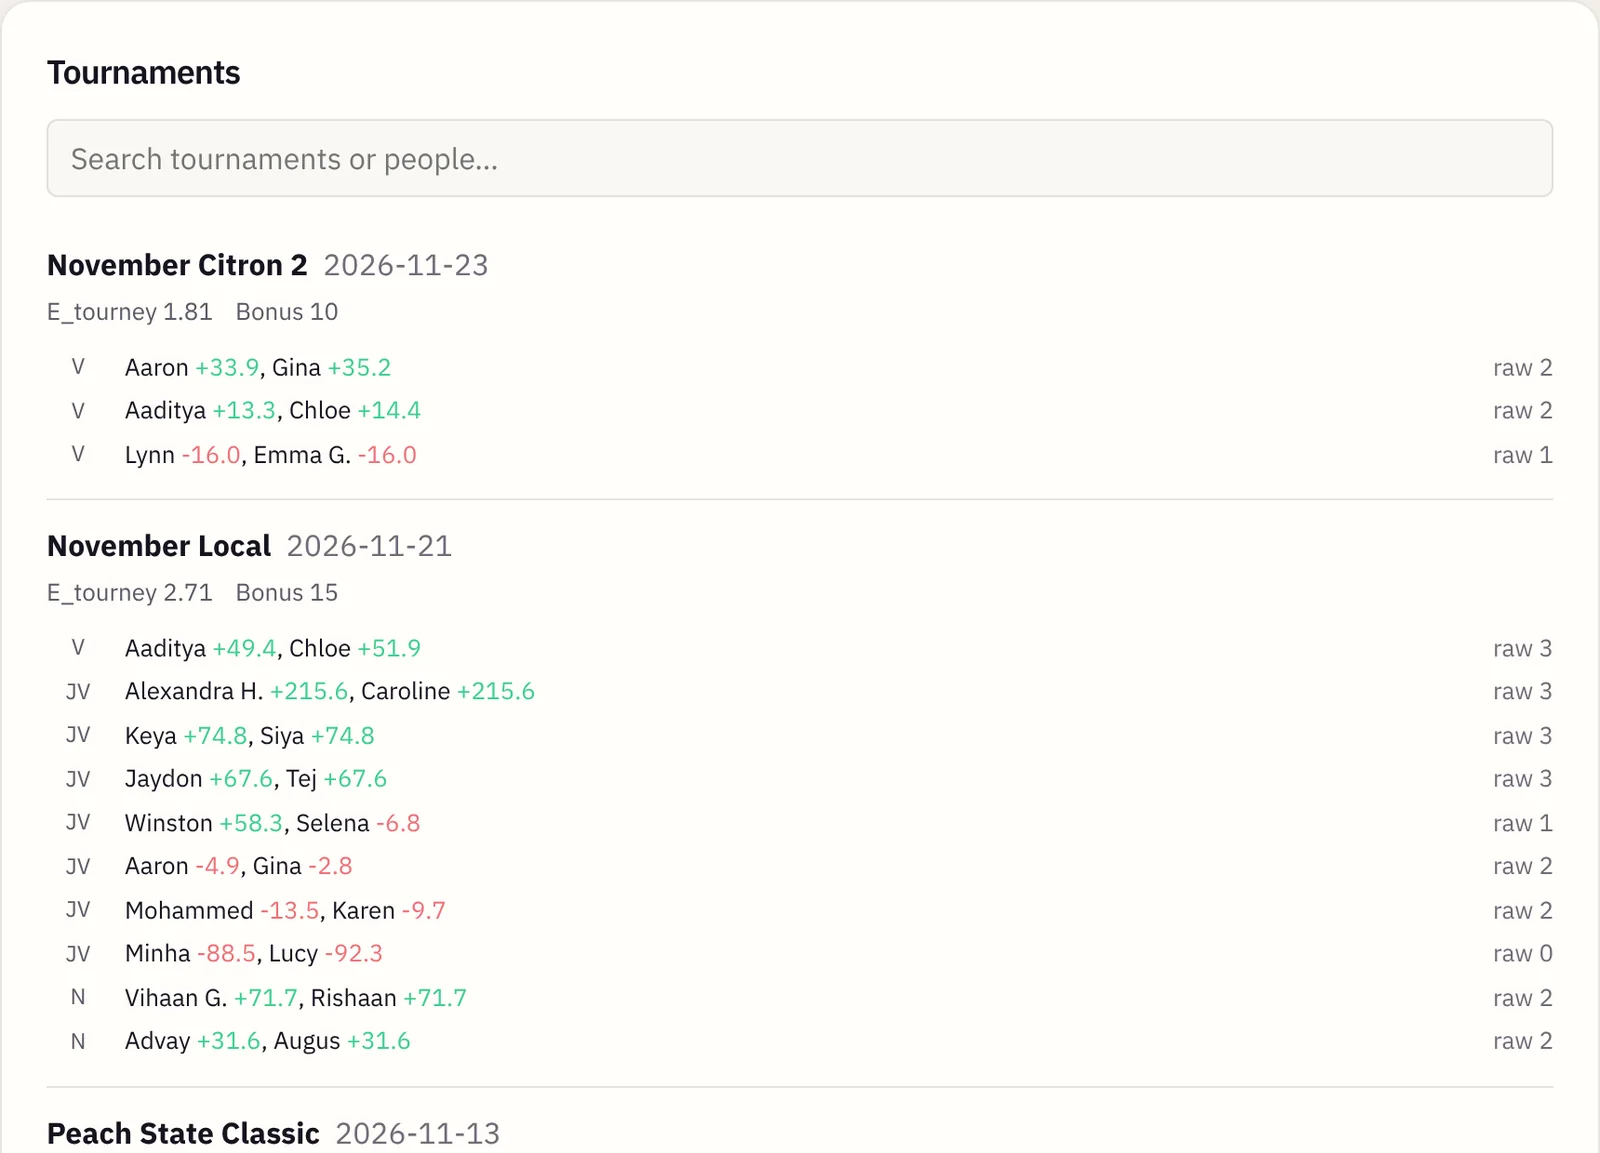 Tournaments
Search tournaments or people...
November Citron 2 2026-11-23
E_tourney 1.81 Bonus 10
V Aaron +33.9, Gina +35.2 raw 2
V Aaditya +13.3, Chloe +14.4 raw 2
V Lynn -16.0, Emma G. -16.0 raw 1
November Local 2026-11-21
E_tourney 2.71 Bonus 15
V Aaditya +49.4, Chloe +51.9 raw 3
JV Alexandra H. +215.6, Caroline +215.6 raw 3
JV Keya +74.8, Siya +74.8 raw 3
JV Jaydon +67.6, Tej +67.6 raw 3
JV Winston +58.3, Selena -6.8 raw 1
JV Aaron -4.9, Gina -2.8 raw 2
JV Mohammed -13.5, Karen -9.7 raw 2
JV Minha -88.5, Lucy -92.3 raw 0
N Vihaan G. +71.7, Rishaan +71.7 raw 2
N Advay +31.6, Augus +31.6 raw 2
Peach State Classic 2026-11-13